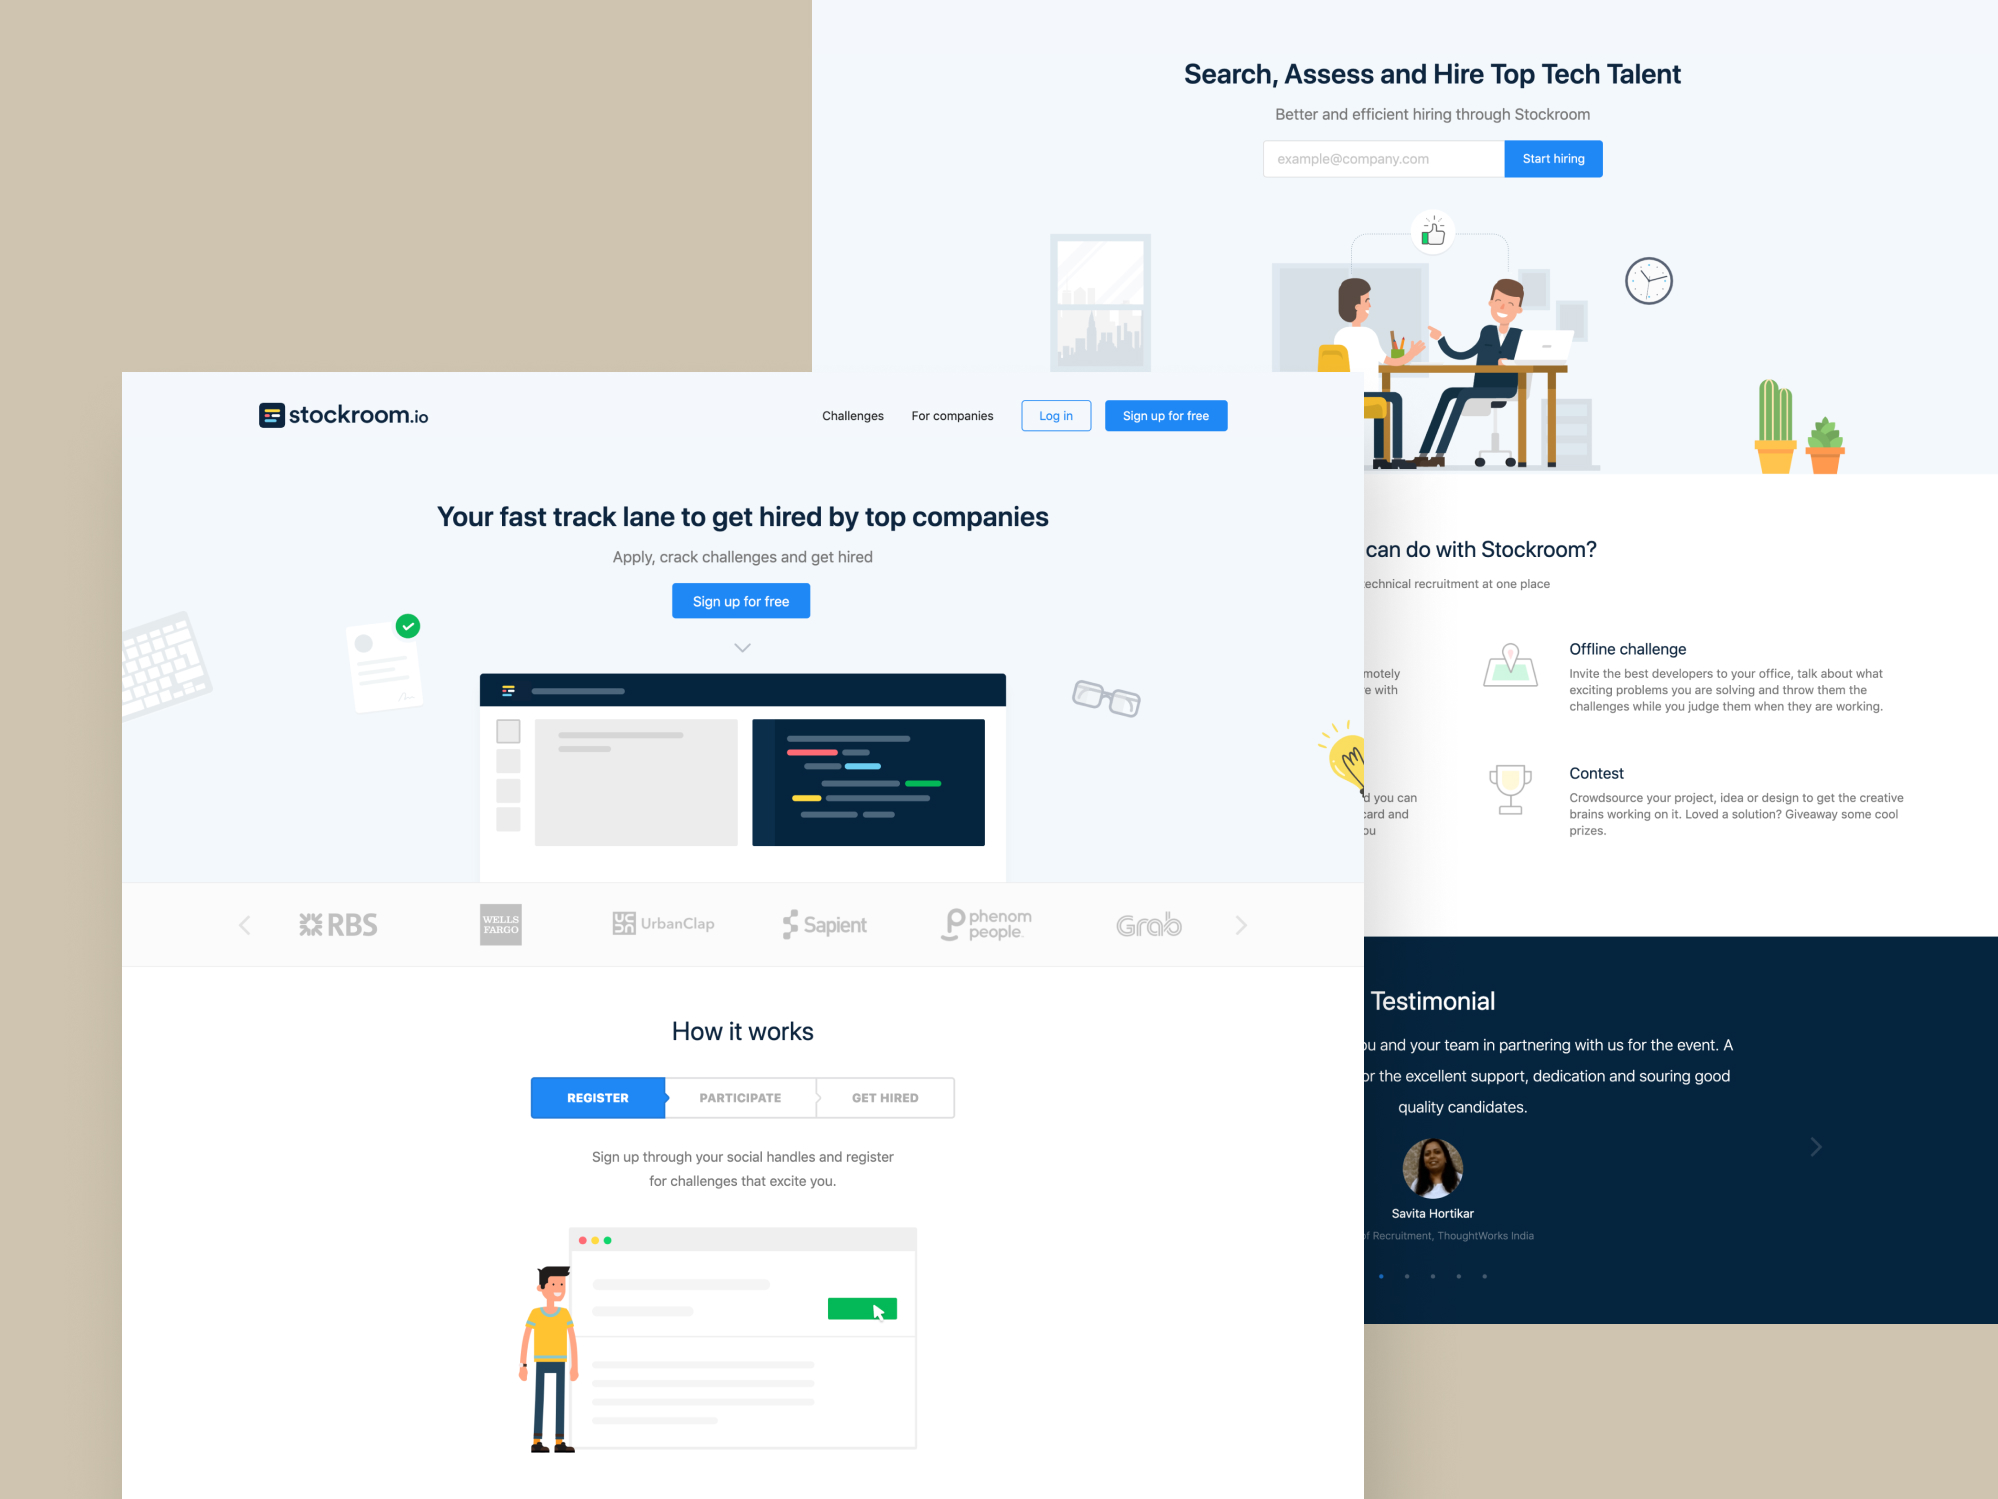 Search, Assess and Hire Top Tech Talent
Better and efficient hiring through Stockroom
example@company.com
Start hiring
stockroom.io
Challenges
For companies
Log in
Sign up for free
Your fast track lane to get hired by top companies
Apply, crack challenges and get hired
Sign up for free
RBS
WELLS
FARGO
UrbanClap
Sapient
phenom
people.
Grab
How it works
REGISTER
PARTICIPATE
GET HIRED
Sign up through your social handles and register
for challenges that excite you.
can do with Stockroom?
technical recruitment at one place
with
Offline challenge
Invite the best developers to your office, talk about what
exciting problems you are solving and throw them the
challenges while you judge them when they are working.
you can
and
Contest
Crowdsource your project, idea or design to get the creative
brains working on it. Loved a solution? Giveaway some cool
prizes.
Testimonial
and your team in partnering with us for the event. A
the excellent support, dedication and souring good
quality candidates.
Savita Hortikar
of Recruitment, ThoughtWorks India